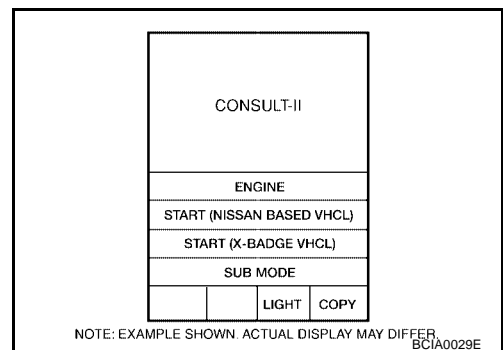 CONSULT-II
ENGINE
START (NISSAN BASED VHCL)
START (X-BADGE VHCL)
SUB MODE
LIGHT COPY
NOTE: EXAMPLE SHOWN. ACTUAL DISPLAY MAY DIFFER.
BCIA0029E